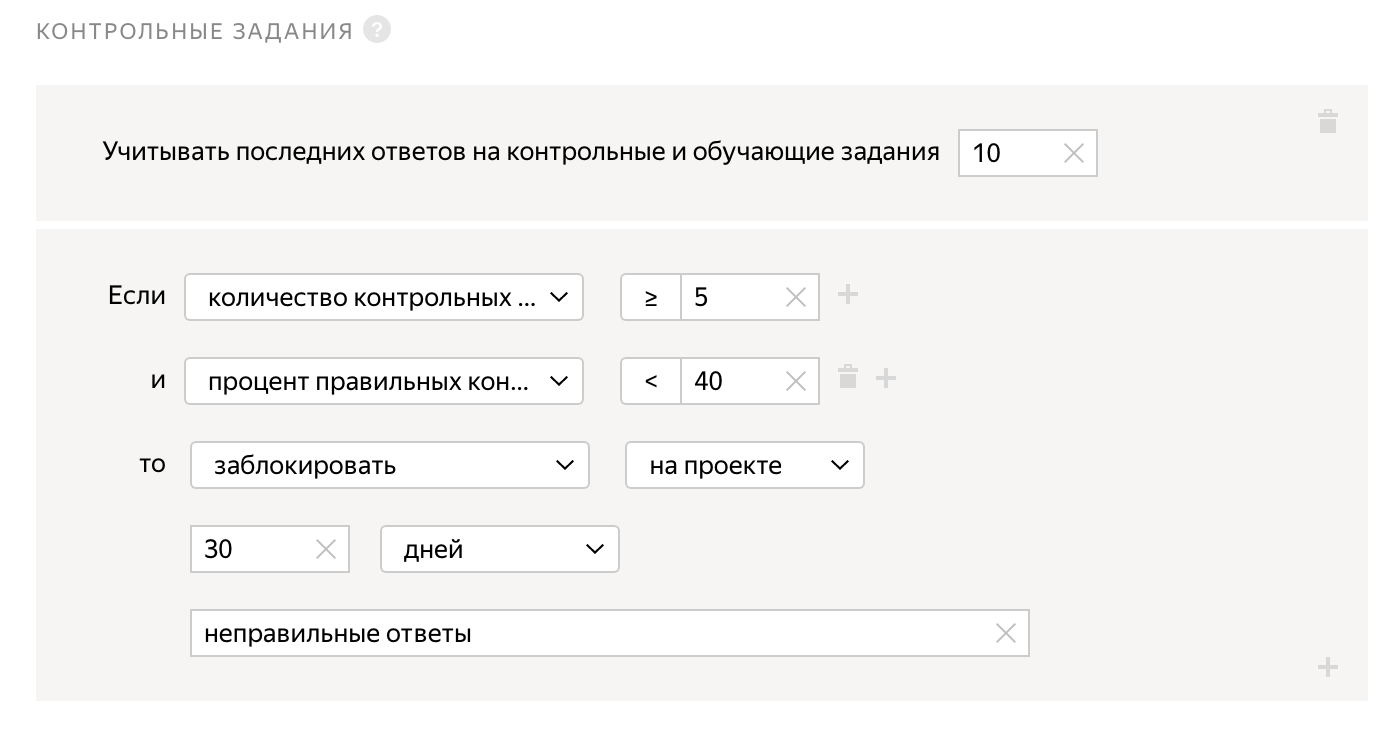 КОНТРОЛЬНЫЕ ЗАДАНИЯ ?
Учитывать последних ответов на контрольные и обучающие задания 10
Если количество контрольных ... ≥ 5
и процент правильных кон... < 40
то заблокировать на проекте
30 дней
неправильные ответы